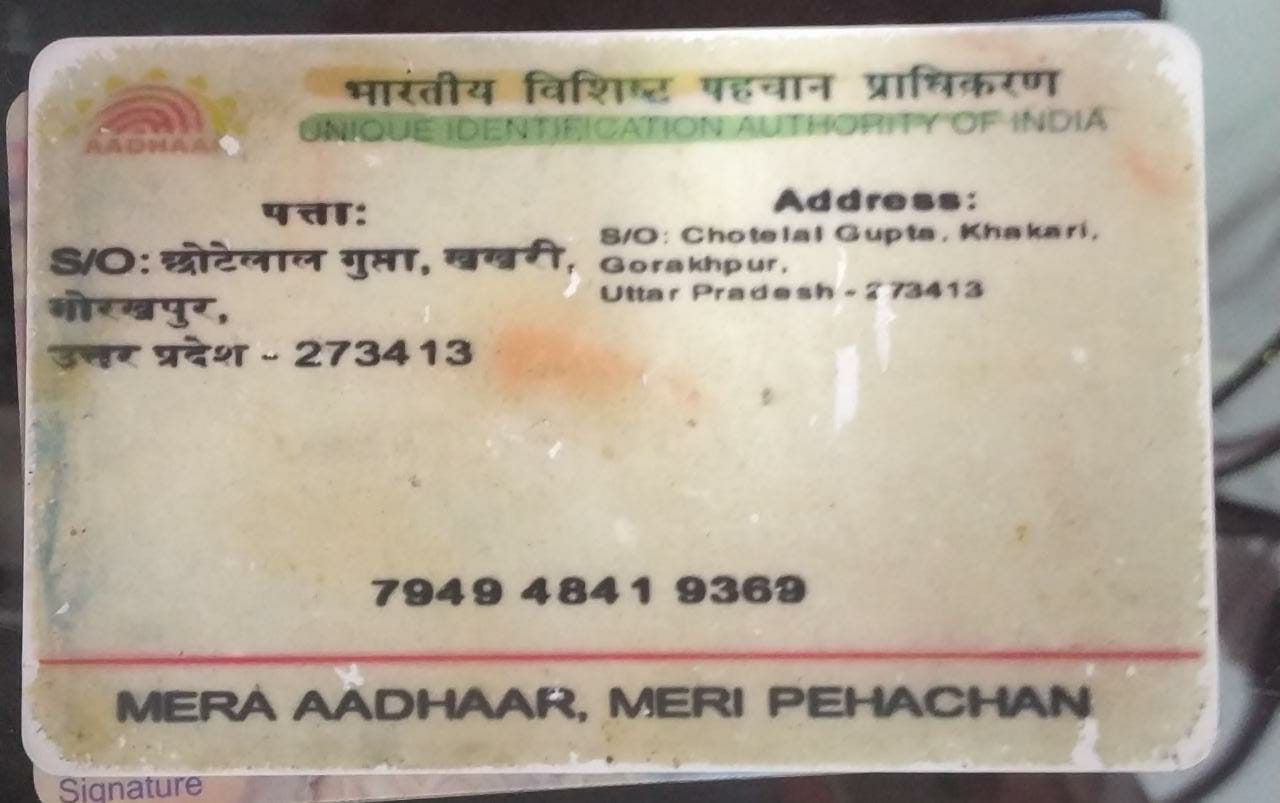 भारतीय विशिष्ट पहचान प्राधिकरण
UNIQUE IDENTIFICATION AUTHORITY OF INDIA
AADHAA
पत्ता:
S/O: छोटेलाल गुप्ता, खखरी,
गोरखपुर,
उत्तर प्रदेश - 273413
Address:
S/O: Chotelal Gupta, Khakari,
Gorakhpur,
Uttar Pradesh - 273413
7949 4841 9369
MERA AADHAAR, MERI PEHACHAN
Signature